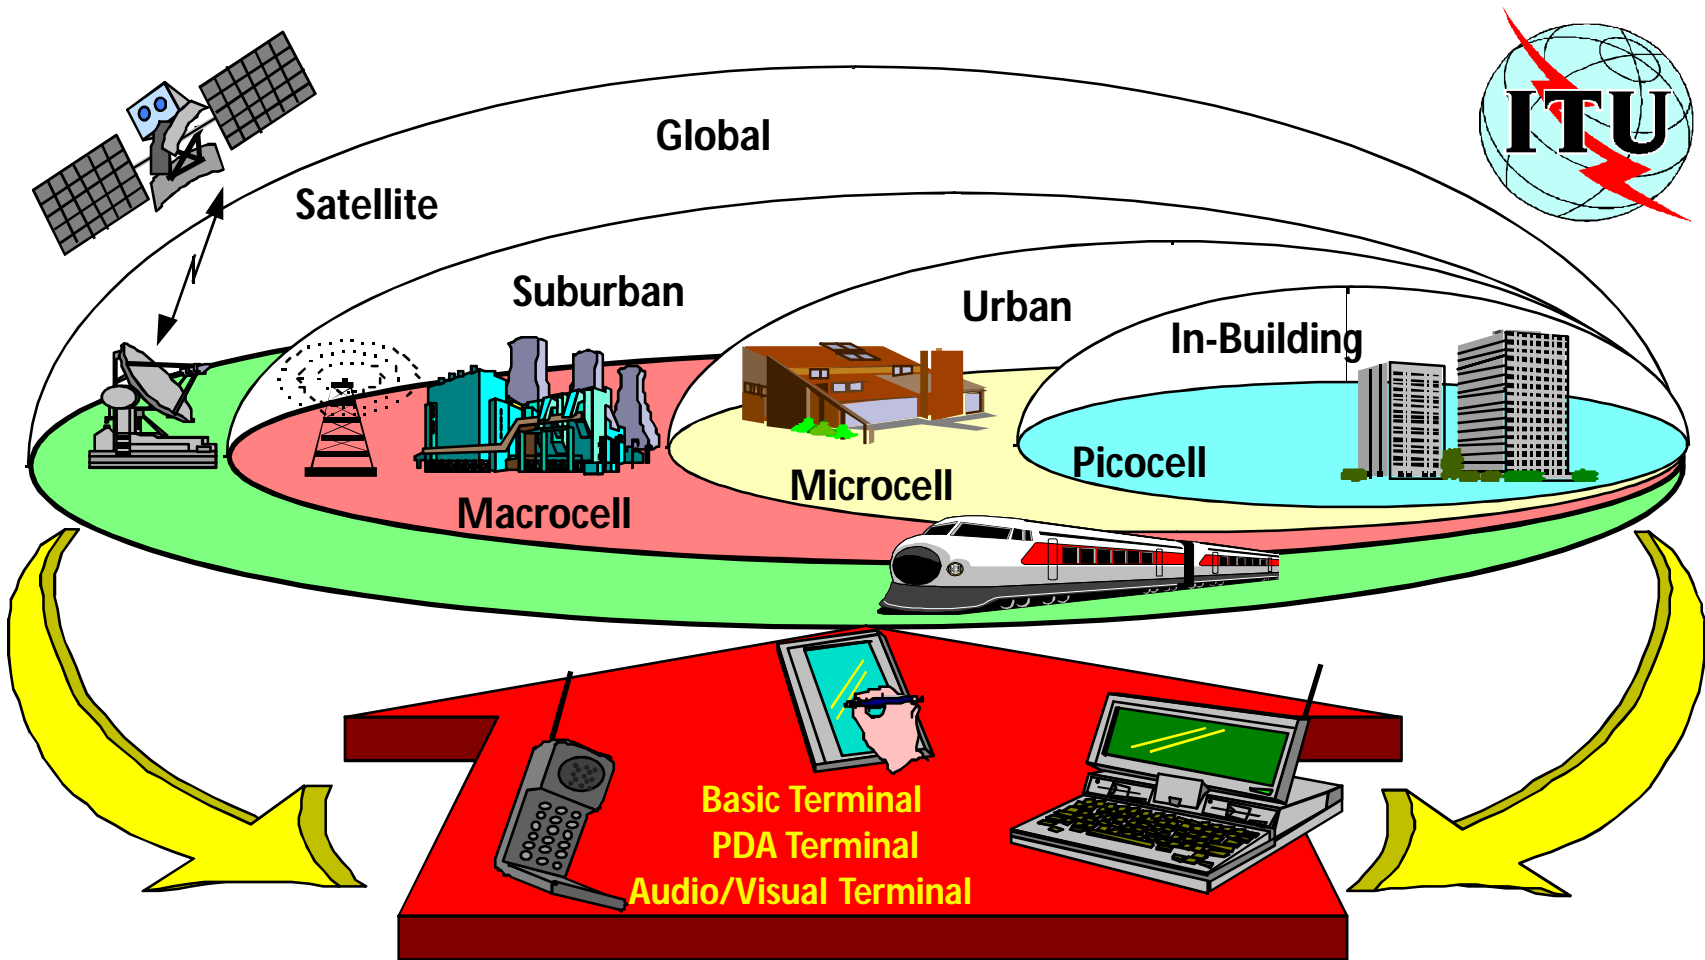 ITU
Global
Satellite
Suburban
Urban
In-Building
Picocell
Microcell
Macrocell
Basic Terminal
PDA Terminal
Audio/Visual Terminal